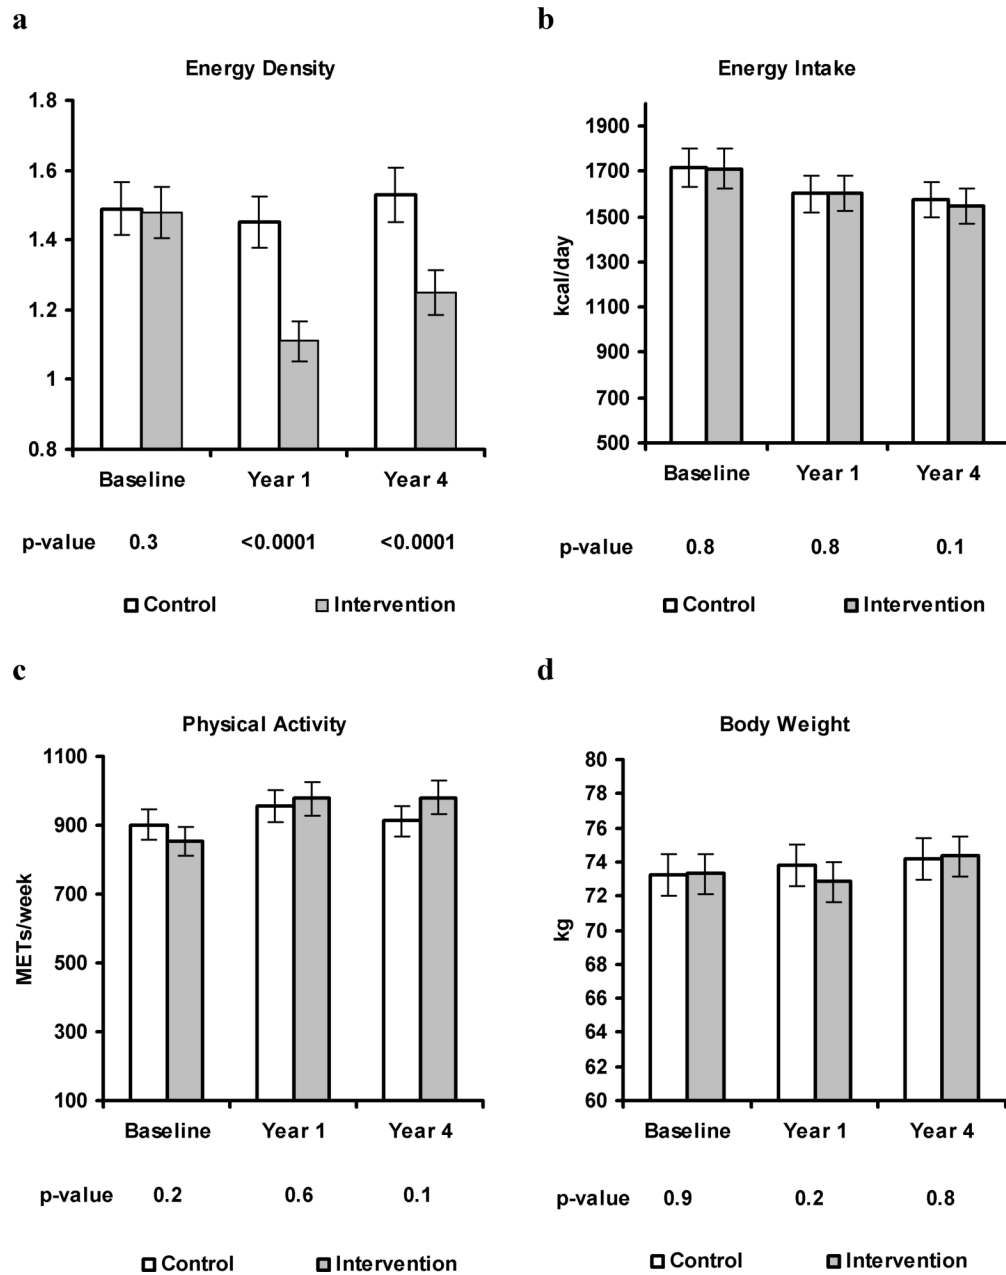 a
Energy Density
1.8
1.6
1.4
1.2
1
0.8
Baseline Year 1 Year 4
p-value 0.3 <0.0001 <0.0001
Control Intervention
b
Energy Intake
kcal/day
1900
1700
1500
1300
1100
900
700
500
Baseline Year 1 Year 4
p-value 0.8 0.8 0.1
Control Intervention
c
Physical Activity
METs/week
1100
900
700
500
300
100
Baseline Year 1 Year 4
p-value 0.2 0.6 0.1
Control Intervention
d
Body Weight
kg
80
78
76
74
72
70
68
66
64
62
60
Baseline Year 1 Year 4
p-value 0.9 0.2 0.8
Control Intervention